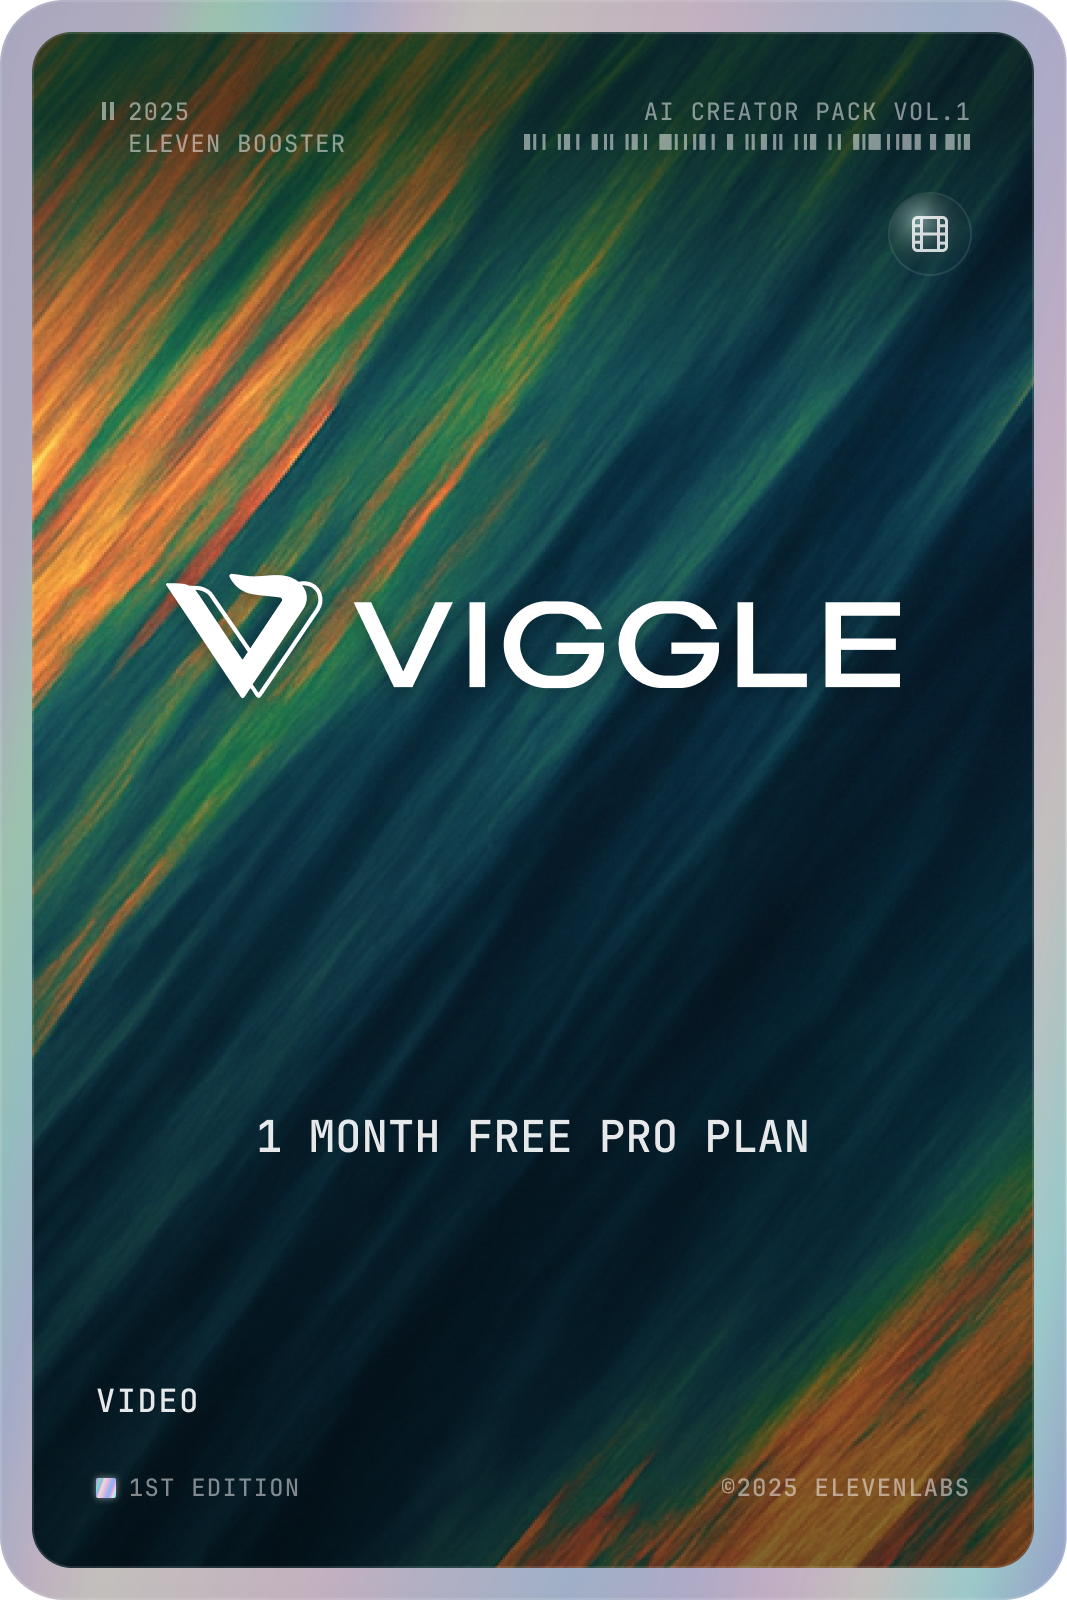 2025
ELEVEN BOOSTER
AI CREATOR PACK VOL.1
VIGGLE
1 MONTH FREE PRO PLAN
VIDEO
1ST EDITION
©2025 ELEVENLABS